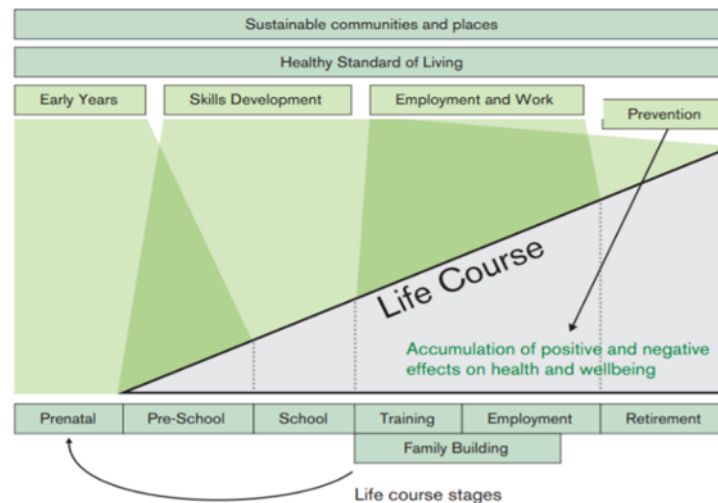 Sustainable communities and places
Healthy Standard of Living
Early Years
Skills Development
Employment and Work
Prevention
Life Course
Accumulation of positive and negative
effects on health and wellbeing
Prenatal
Pre-School
School
Training
Employment
Retirement
Family Building
Life course stages